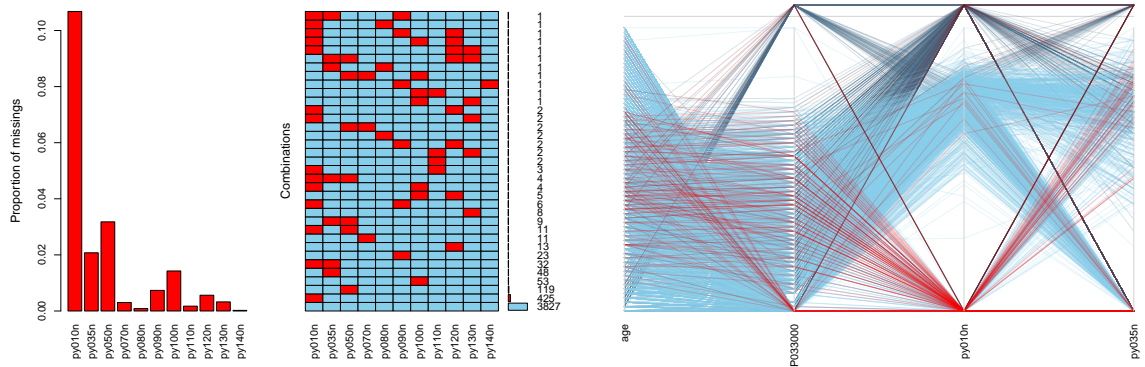 Proportion of missings
0.00
0.02
0.04
0.06
0.08
0.10
py010n
py035n
py050n
py070n
py080n
py090n
py100n
py110n
py120n
py130n
py140n
Combinations
1
1
1
1
1
1
1
1
1
1
1
2
2
2
2
2
2
2
3
4
4
5
6
8
9
11
11
13
23
32
48
53
119
425
3827
py010n
py035n
py050n
py070n
py080n
py090n
py100n
py110n
py120n
py130n
py140n
age
P033000
py010n
py035n